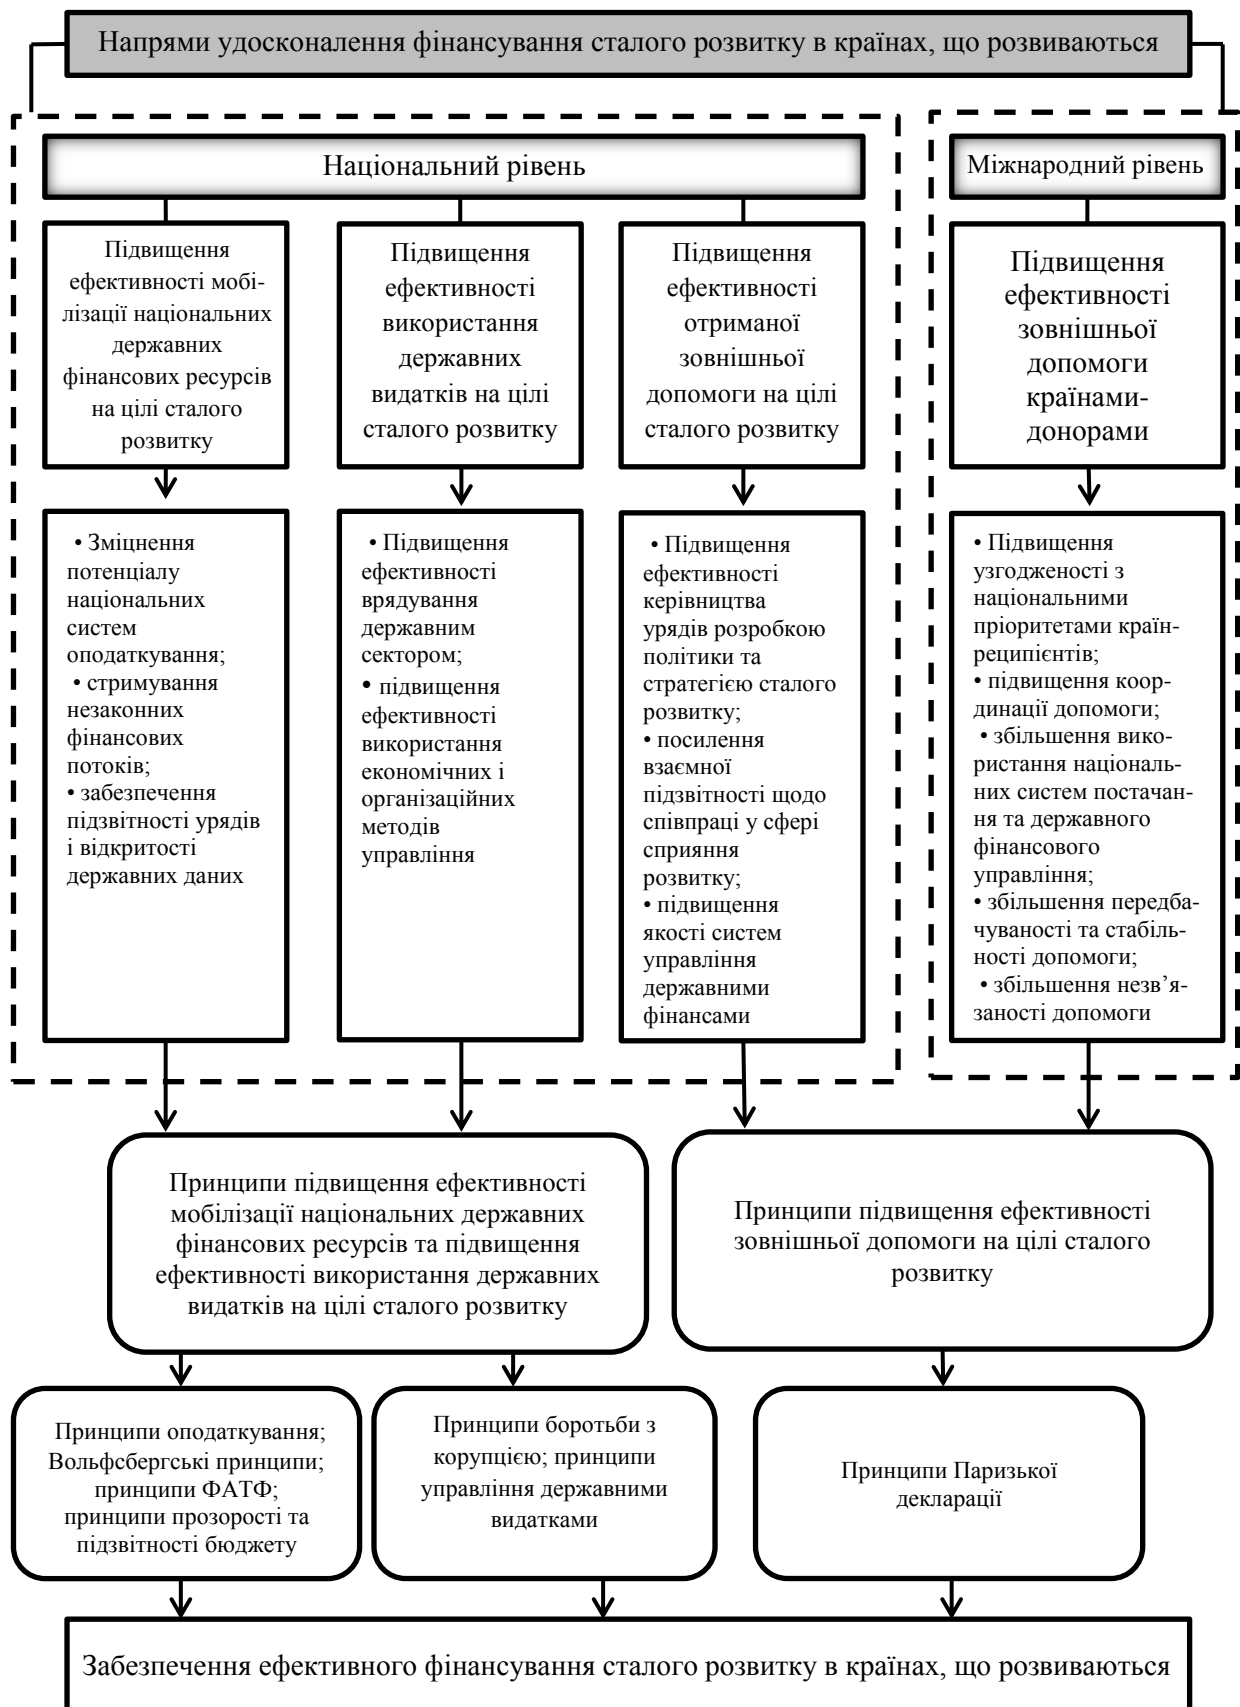 Напрями удосконалення фінансування сталого розвитку в країнах, що розвиваються
Національний рівень
Підвищення
ефективності мобі-
лізації національних
державних
фінансових ресурсів
на цілі сталого
розвитку
Підвищення
ефективності
використання
державних
видатків на цілі
сталого розвитку
Підвищення
ефективності
отриманої
зовнішньої
допомоги на цілі
сталого розвитку
Міжнародний рівень
Підвищення
ефективності
зовнішньої
допомоги
країнами-
донорами
• Зміцнення
потенціалу
національних
систем
оподаткування;
• стримування
незаконних
фінансових
потоків;
• забезпечення
підзвітності урядів
і відкритості
державних даних
• Підвищення
ефективності
врядування
державним
сектором;
• підвищення
ефективності
використання
економічних і
організаційних
методів
управління
• Підвищення
ефективності
керівництва
урядів розробкою
політики та
стратегією сталого
розвитку;
• посилення
взаємної
підзвітності щодо
співпраці у сфері
сприяння
розвитку;
• підвищення
якості систем
управління
державними
фінансами
• Підвищення
узгодженості з
національними
пріоритетами країн-
реципієнтів;
• підвищення коор-
динації допомоги;
• збільшення вико-
ристання національ-
них систем постачан-
ня та державного
фінансового
управління;
• збільшення передба-
чуваності та стабіль-
ності допомоги;
• збільшення незв’я-
заності допомоги
Принципи підвищення ефективності
мобілізації національних державних
фінансових ресурсів та підвищення
ефективності використання державних
видатків на цілі сталого розвитку
Принципи підвищення ефективності
зовнішньої допомоги на цілі сталого
розвитку
Принципи оподаткування;
Вольфсбергські принципи;
принципи ФАТФ;
принципи прозорості та
підзвітності бюджету
Принципи боротьби з
корупцією; принципи
управління державними
видатками
Принципи Паризької
декларації
Забезпечення ефективного фінансування сталого розвитку в країнах, що розвиваються